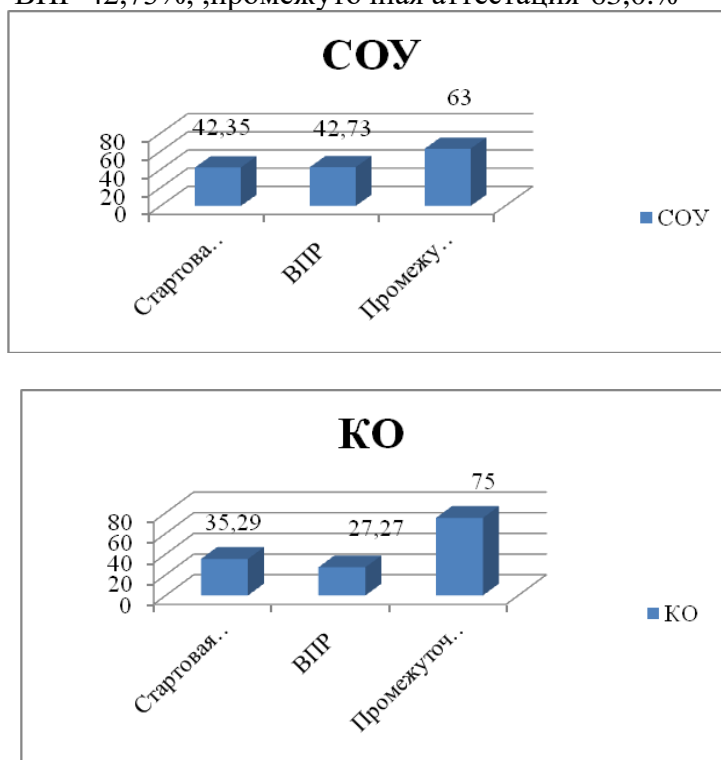 ВПР-42,73%, ,промежуточная аттестация-63,0.%
СОУ
42,35
42,73
63
80
60
40
20
0
Стартова...
ВПР
Промежу...
СОУ
КО
35,29
27,27
75
80
60
40
20
0
Стартовая...
ВПР
Промежуточ...
КО